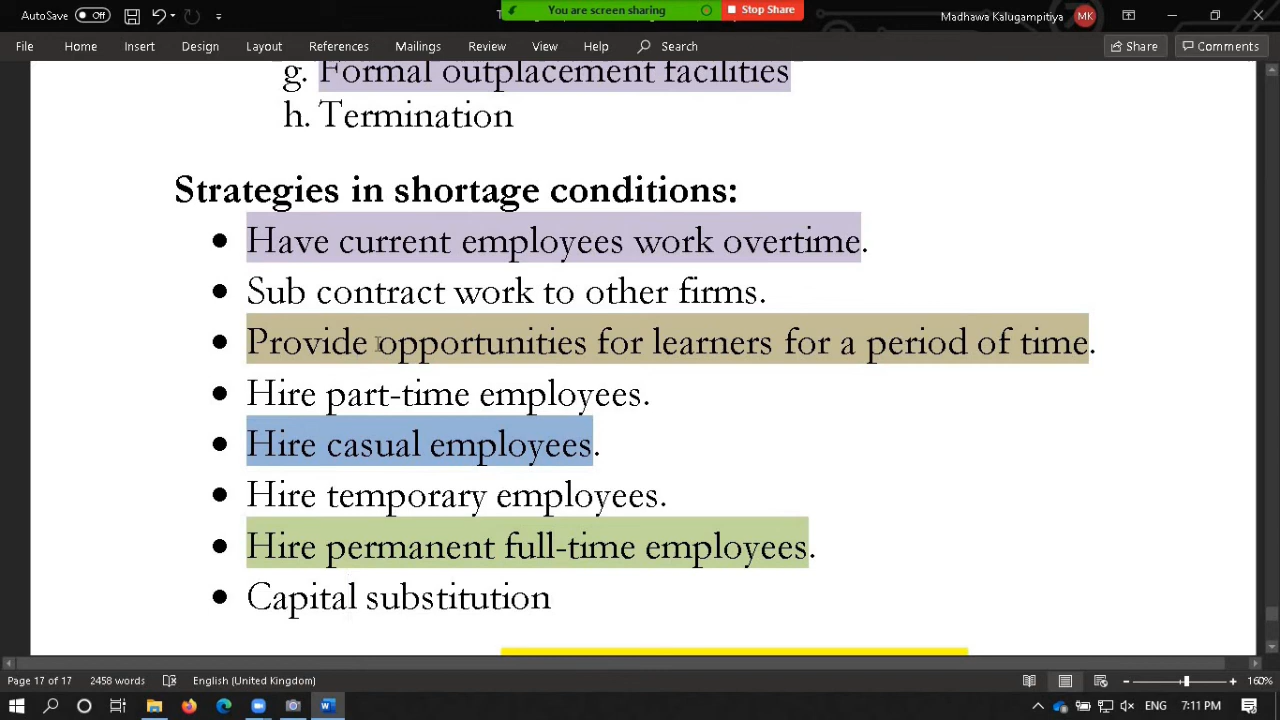 AutoSave Off
You are screen sharing
Stop Share
Madhawa Kalugampitiya MK
File Home Insert Design Layout References Mailings Review View Help Search Share Comments
g. Formal outplacement facilities
h. Termination
Strategies in shortage conditions:
● Have current employees work overtime.
● Sub contract work to other firms.
● Provide opportunities for learners for a period of time.
● Hire part-time employees.
● Hire casual employees.
● Hire temporary employees.
● Hire permanent full-time employees.
● Capital substitution
Page 17 of 17 2458 words English (United Kingdom) 160%
ENG 7:11 PM